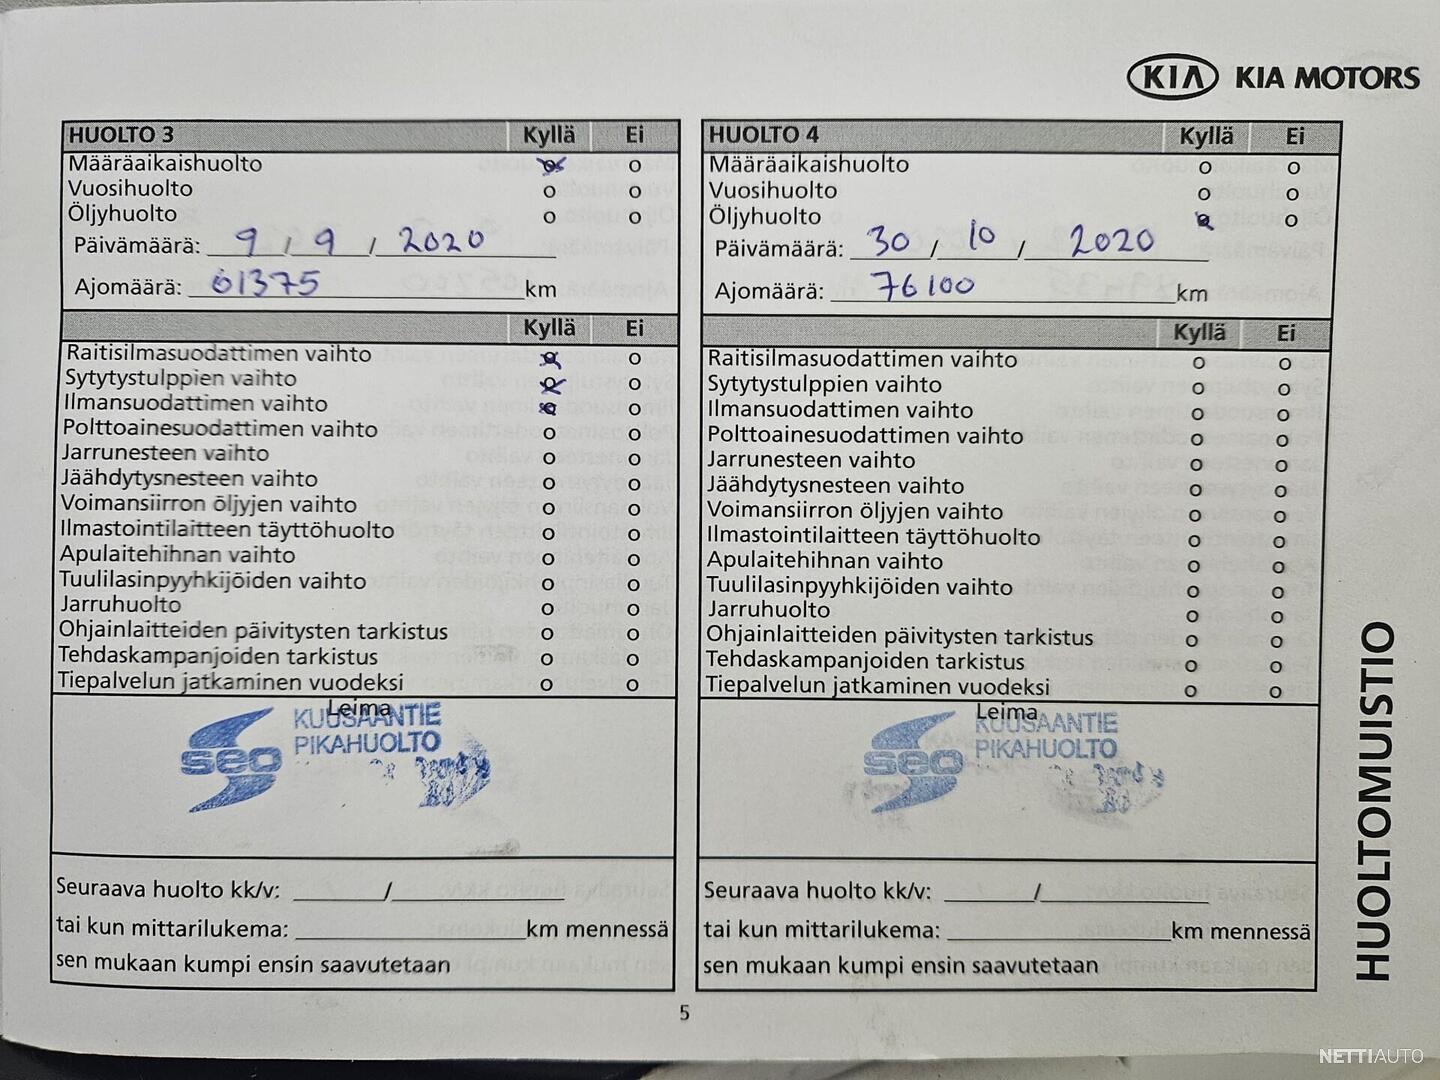 KIA KIA MOTORS
HUOLTO 3 Kyllä Ei
Määräaikaishuolto o o
Vuosihuolto o o
Öljyhuolto o o
Päivämäärä: 9 / 9 / 2020
Ajomäärä: 61375 km
Kyllä Ei
Raitisilmasuodattimen vaihto o o
Sytytystulppien vaihto o o
Ilmansuodattimen vaihto o o
Polttoainesuodattimen vaihto o o
Jarrunesteen vaihto o o
Jäähdytysnesteen vaihto o o
Voimansiirron öljyjen vaihto o o
Ilmastointilaitteen täyttöhuolto o o
Apulaitehihnan vaihto o o
Tuulilasinpyyhkijöiden vaihto o o
Jarruhuolto o o
Ohjainlaitteiden päivitysten tarkistus o o
Tehdaskampanjoiden tarkistus o o
Tiepalvelun jatkaminen vuodeksi o o
Leima
seo KUUSAANTIE
PIKAHUOLTO
Seuraava huolto kk/v: ______/______
tai kun mittarilukema: ______ km mennessä
sen mukaan kumpi ensin saavutetaan
HUOLTO 4 Kyllä Ei
Määräaikaishuolto o o
Vuosihuolto o o
Öljyhuolto o o
Päivämäärä: 30 / 10 / 2020
Ajomäärä: 76100 km
Kyllä Ei
Raitisilmasuodattimen vaihto o o
Sytytystulppien vaihto o o
Ilmansuodattimen vaihto o o
Polttoainesuodattimen vaihto o o
Jarrunesteen vaihto o o
Jäähdytysnesteen vaihto o o
Voimansiirron öljyjen vaihto o o
Ilmastointilaitteen täyttöhuolto o o
Apulaitehihnan vaihto o o
Tuulilasinpyyhkijöiden vaihto o o
Jarruhuolto o o
Ohjainlaitteiden päivitysten tarkistus o o
Tehdaskampanjoiden tarkistus o o
Tiepalvelun jatkaminen vuodeksi o o
Leima
seo KUUSAANTIE
PIKAHUOLTO
Seuraava huolto kk/v: ______/______
tai kun mittarilukema: ______ km mennessä
sen mukaan kumpi ensin saavutetaan
HUOLTOMUISTIO
5
NETTIAUTO